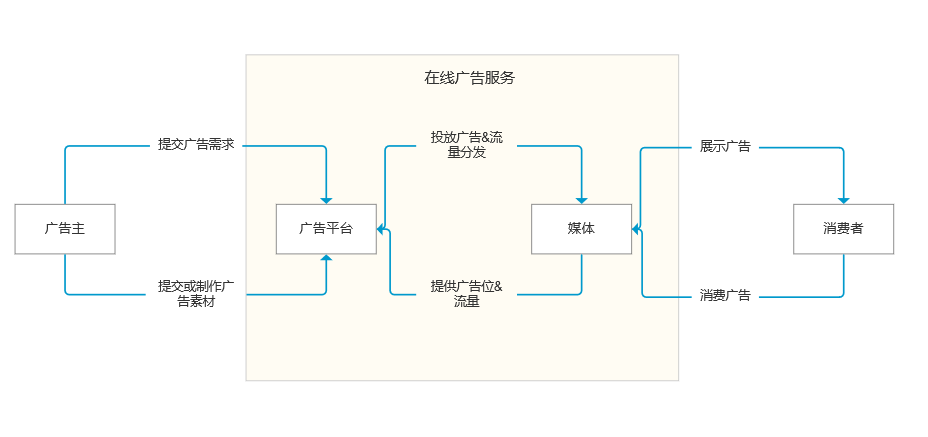 在线广告服务
提交广告需求
投放广告&流
量分发
展示广告
广告主
广告平台
媒体
消费者
提交或制作广
告素材
提供广告位&
流量
消费广告